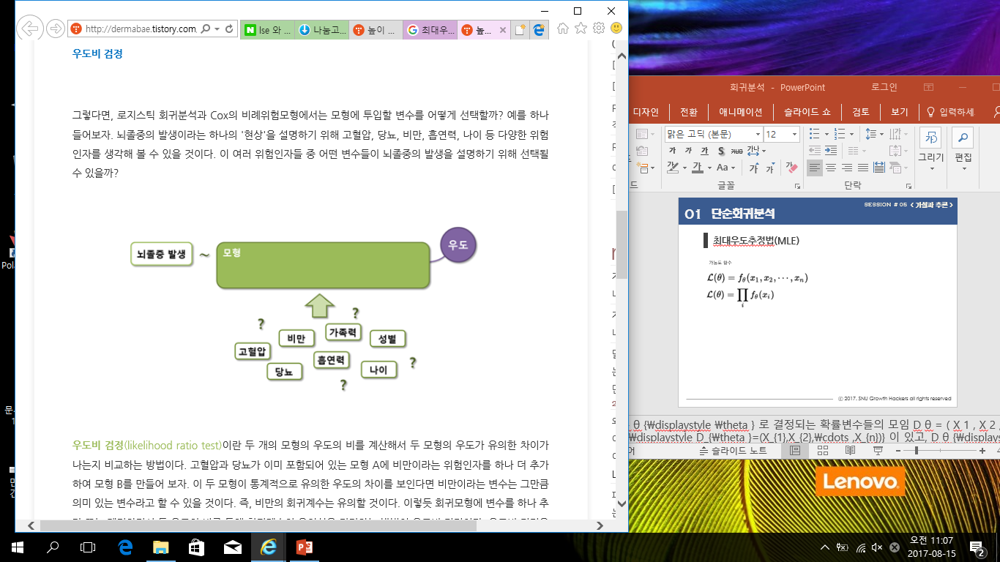 http://dermabae.tistory.com,
lse 와 ...
나눔고...
높이 ...
최대우...
높...
우도비 검정
그렇다면, 로지스틱 회귀분석과 Cox의 비례위험모형에서는 모형에 투입할 변수를 어떻게 선택할까? 예를 하나
들어보자. 뇌졸중의 발생이라는 하나의 '현상'을 설명하기 위해 고혈압, 당뇨, 비만, 흡연력, 나이 등 다양한 위험
인자를 생각해 볼 수 있을 것이다. 이 여러 위험인자들 중 어떤 변수들이 뇌졸중의 발생을 설명하기 위해 선택될
수 있을까?
뇌졸중 발생
~
모형
우도
?
?
비만
가족력
성별
고혈압
흡연력
당뇨
나이
?
?
우도비 검정(likelihood ratio test)이란 두 개의 모형의 우도의 비를 계산해서 두 모형의 우도가 유의한 차이가
나는지 비교하는 방법이다. 고혈압과 당뇨가 이미 포함되어 있는 모형 A에 비만이라는 위험인자를 하나 더 추가
하여 모형 B를 만들어 보자. 이 두 모형이 통계적으로 유의한 우도의 차이를 보인다면 비만이라는 변수는 그만큼
의미 있는 변수라고 할 수 있을 것이다. 즉, 비만의 회귀계수는 유의할 것이다. 이렇듯 회귀모형에 변수를 하나 추
회귀분석 - PowerPoint
로그인
디자인
전환
애니메이션
슬라이드 쇼
검토
보기
입력하세
맑은 고딕 (본문)
12
가 가 가 S 가나
가 가 Aa 가 가 가
그리기
편집
글꼴
단락
SESSION # 05 < 가설과 추론 >
01 단순회귀분석
최대우도추정법(MLE)
가능도 함수
𝓛(θ) = f_θ(x_1, x_2, ⋯, x_n)
𝓛(θ) = ∏_i f_θ(x_i)
ⓒ 2017. SNU Growth Hackers all rights reserved
θ {₩displaystyle ₩theta } 로 결정되는 확률변수들의 모임 D θ = ( X 1 , X 2 ,
₩displaystyle D_{₩theta }=(X_{1},X_{2},₩cdots ,X_{n})} 이 있고, D θ {₩displays
슬라이드 노트
Lenovo
오전 11:07
2017-08-15
2